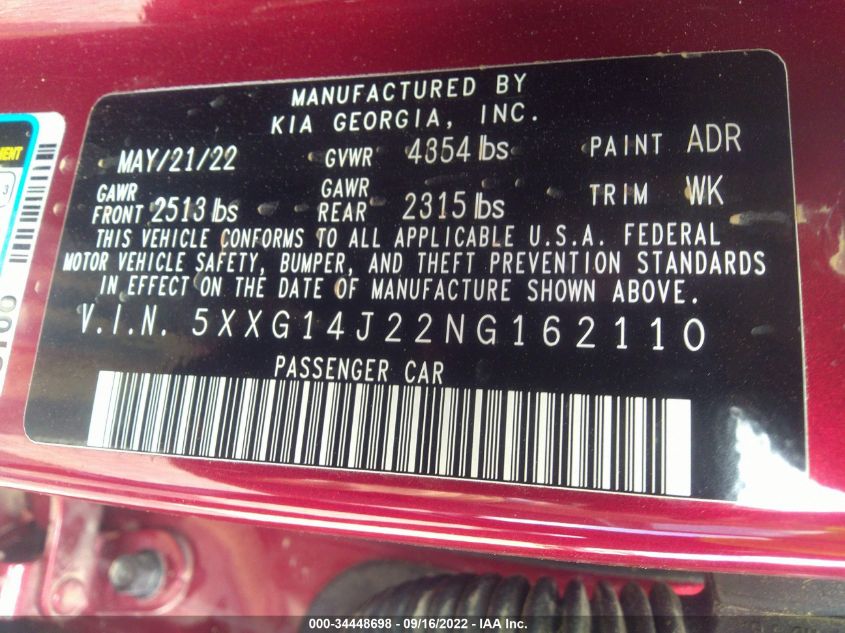 MANUFACTURED BY
KIA GEORGIA, INC.
MAY/21/22 GVWR 4354 lbs PAINT ADR
GAWR FRONT 2513 lbs GAWR REAR 2315 lbs TRIM WK
THIS VEHICLE CONFORMS TO ALL APPLICABLE U.S.A. FEDERAL
MOTOR VEHICLE SAFETY, BUMPER, AND THEFT PREVENTION STANDARDS
IN EFFECT ON THE DATE OF MANUFACTURE SHOWN ABOVE.
V.I.N. 5XXG14J22NG162110
PASSENGER CAR
000-34448698 - 09/16/2022 - IAA Inc.